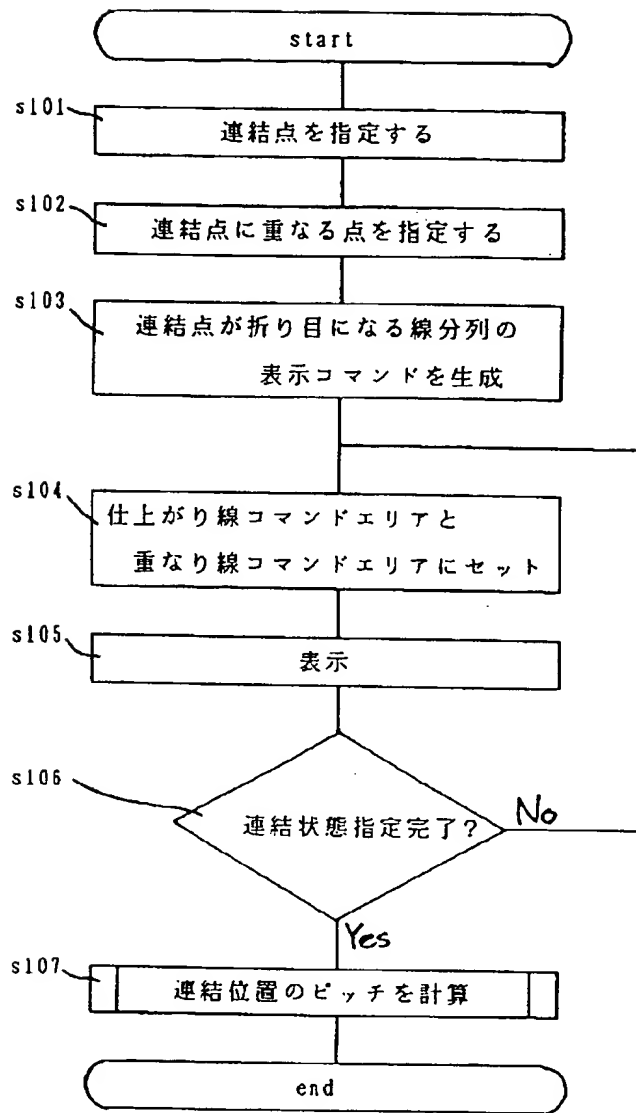 start
s101
連結点を指定する
s102
連結点に重なる点を指定する
s103
連結点が折り目になる線分列の
表示コマンドを生成
s104
仕上がり線コマンドエリアと
重なり線コマンドエリアにセット
s105
表示
s106
連結状態指定完了?
No
Yes
s107
連結位置のピッチを計算
end